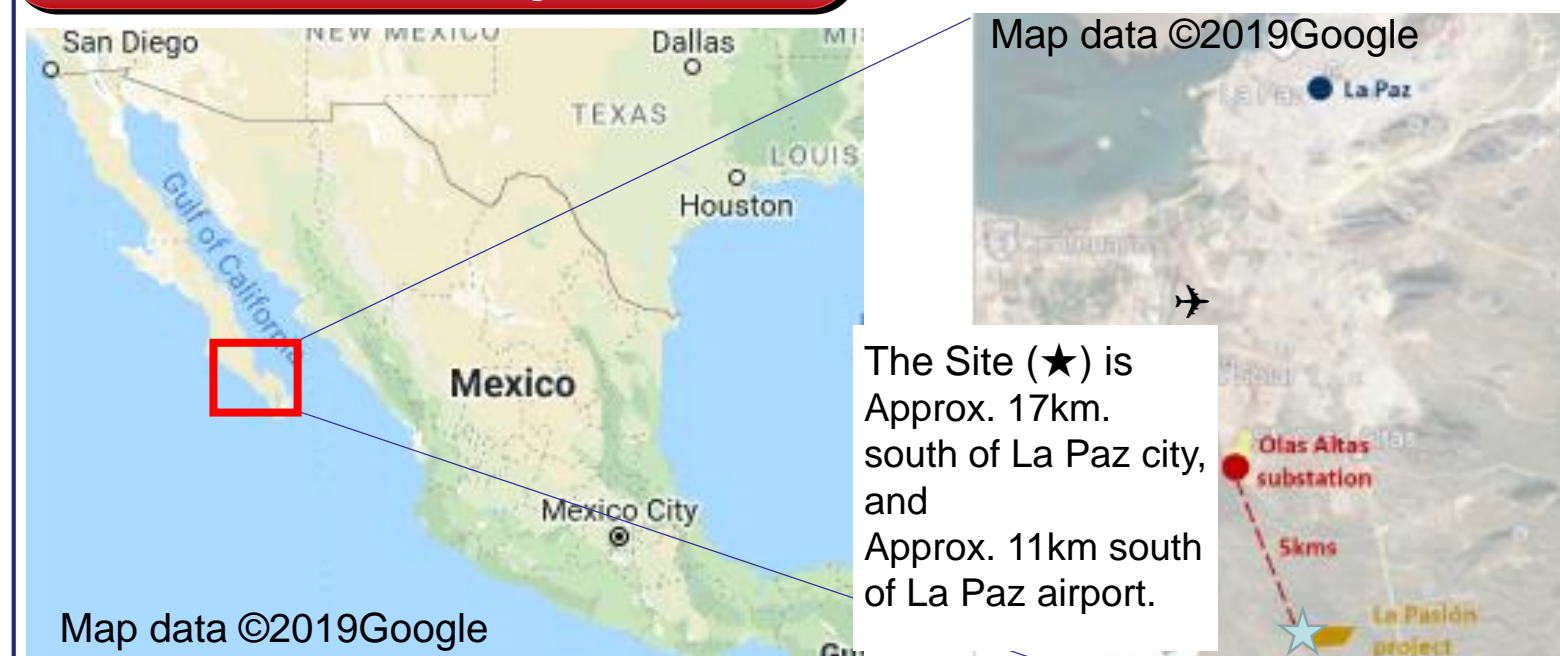 San Diego
NEW MEXICO
Dallas
TEXAS
Houston
Gulf of California
Mexico
Mexico City
Map data ©2019Google
Map data ©2019Google
La Paz
The Site (★) is
Approx. 17km.
south of La Paz city,
and
Approx. 11km south
of La Paz airport.
Olas Altas
substation
5kms
La Pasión
project